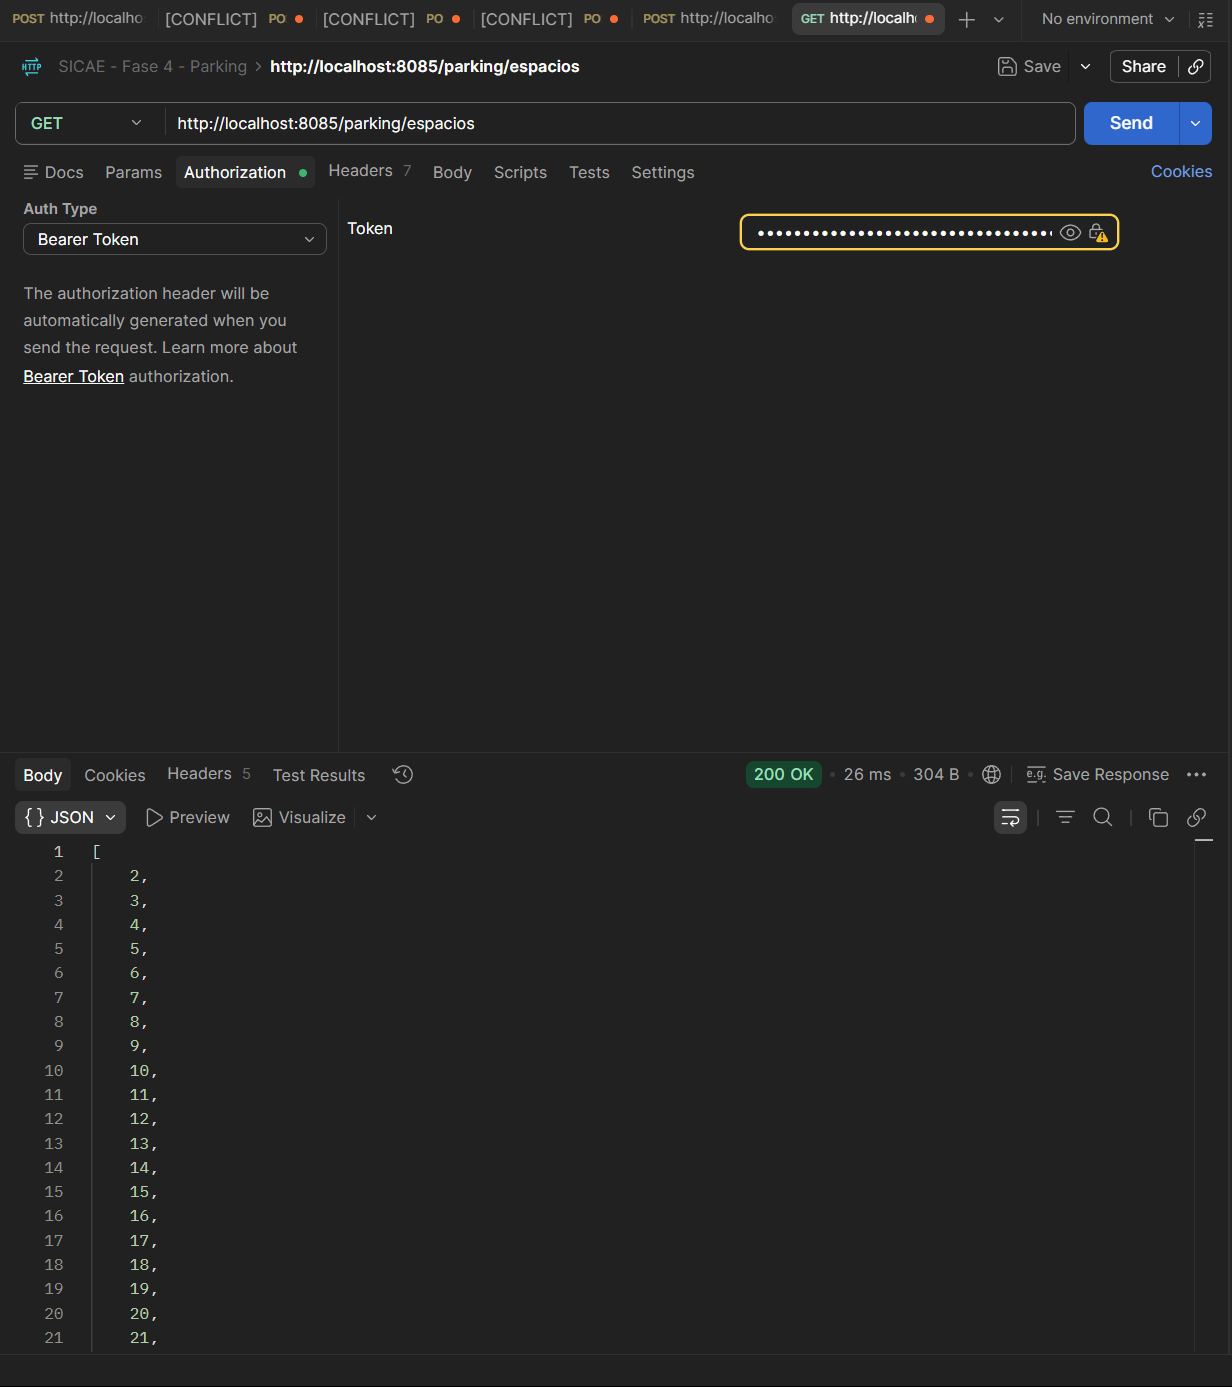 POST http://localho
[CONFLICT] PO
[CONFLICT] PO
[CONFLICT] PO
POST http://localho
GET http://localh
No environment
HTTP
SICAE - Fase 4 - Parking > http://localhost:8085/parking/espacios
Save
Share
GET
http://localhost:8085/parking/espacios
Send
Docs
Params
Authorization
Headers 7
Body
Scripts
Tests
Settings
Cookies
Auth Type
Bearer Token
The authorization header will be
automatically generated when you
send the request. Learn more about
Bearer Token authorization.
Token
••••••••••••••••••••••••••••••••
Body
Cookies
Headers 5
Test Results
200 OK • 26 ms • 304 B •
e.g. Save Response
{} JSON
Preview
Visualize
1 [
2 2,
3 3,
4 4,
5 5,
6 6,
7 7,
8 8,
9 9,
10 10,
11 11,
12 12,
13 13,
14 14,
15 15,
16 16,
17 17,
18 18,
19 19,
20 20,
21 21,